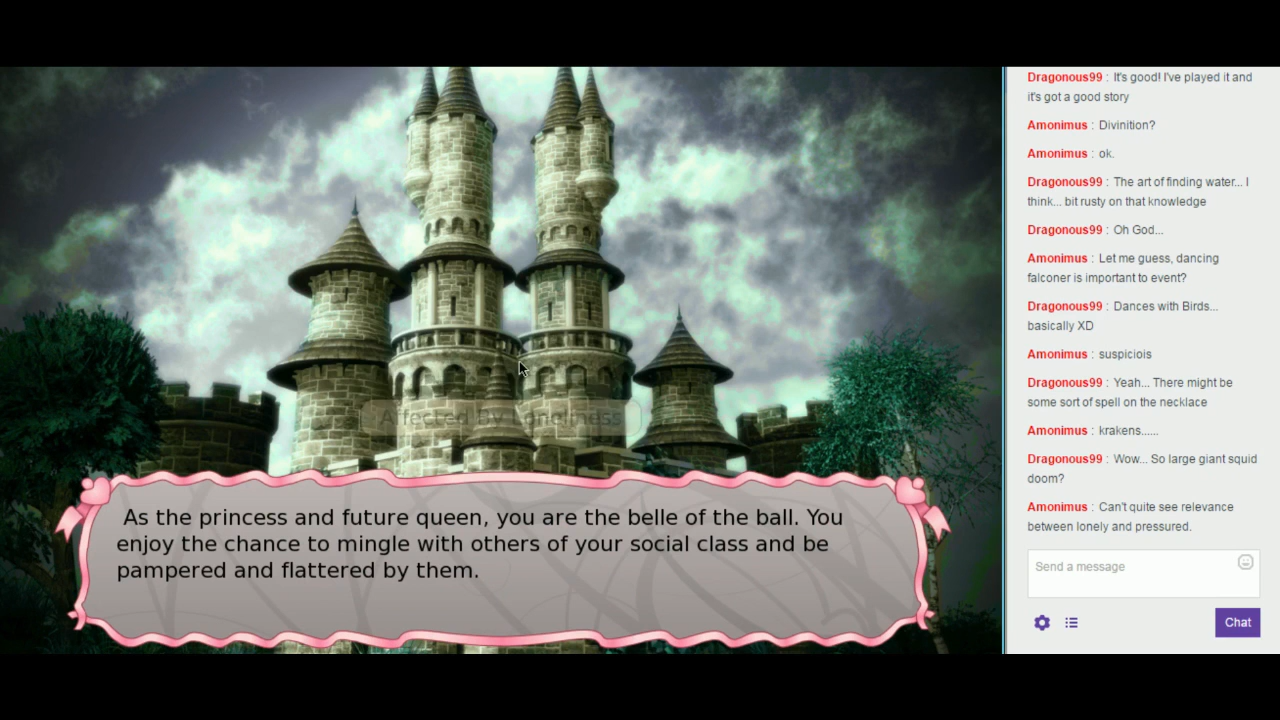 Affected By Loneliness
As the princess and future queen, you are the belle of the ball. You
enjoy the chance to mingle with others of your social class and be
pampered and flattered by them.
Dragonous99 : It's good! I've played it and
it's got a good story
Amonimus : Divinition?
Amonimus : ok.
Dragonous99 : The art of finding water... I
think... bit rusty on that knowledge
Dragonous99 : Oh God...
Amonimus : Let me guess, dancing
falconer is important to event?
Dragonous99 : Dances with Birds...
basically XD
Amonimus : suspiciois
Dragonous99 : Yeah... There might be
some sort of spell on the necklace
Amonimus : krakens......
Dragonous99 : Wow... So large giant squid
doom?
Amonimus : Can't quite see relevance
between lonely and pressured.
Send a message
Chat